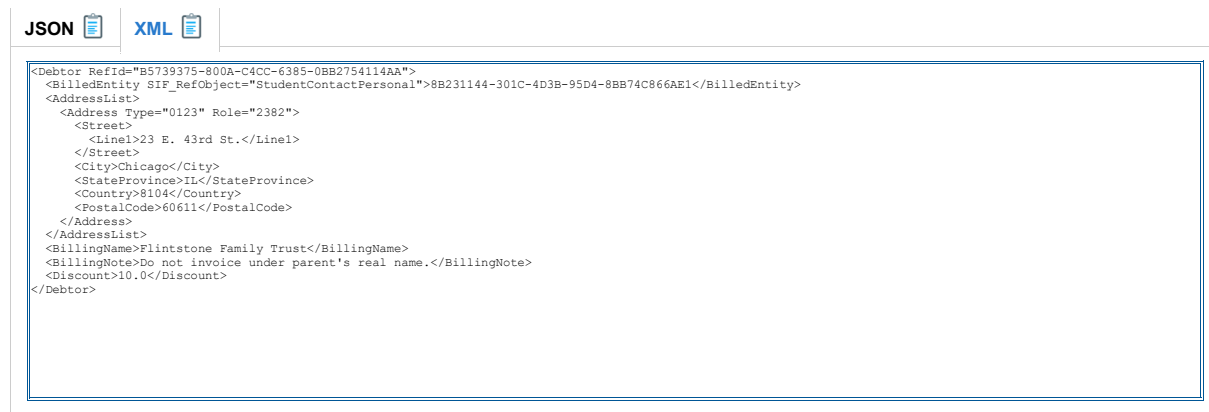 JSON XML
<Debtor RefId="B5739375-800A-C4CC-6385-0BB2754114AA">
  <BilledEntity SIF_RefObject="StudentContactPersonal">8B231144-301C-4D3B-95D4-8BB74C866AE1</BilledEntity>
  <AddressList>
    <Address Type="0123" Role="2382">
      <Street>
        <Line1>23 E. 43rd St.</Line1>
      </Street>
      <City>Chicago</City>
      <StateProvince>IL</StateProvince>
      <Country>8104</Country>
      <PostalCode>60611</PostalCode>
    </Address>
  </AddressList>
  <BillingName>Flintstone Family Trust</BillingName>
  <BillingNote>Do not invoice under parent's real name.</BillingNote>
  <Discount>10.0</Discount>
</Debtor>